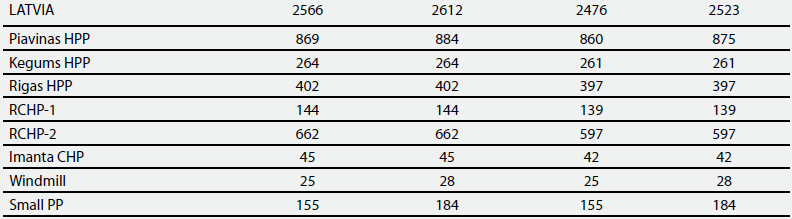 LATVIA 2566 2612 2476 2523
Piavinas HPP 869 884 860 875
Kegums HPP 264 264 261 261
Rigas HPP 402 402 397 397
RCHP-1 144 144 139 139
RCHP-2 662 662 597 597
Imanta CHP 45 45 42 42
Windmill 25 28 25 28
Small PP 155 184 155 184